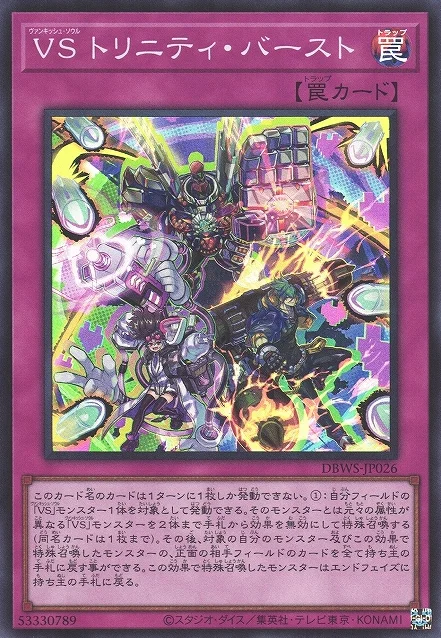 ヴァンキッシュ・ソウル
VSトリニティ・バースト
トラップ
罠
トラップ
【罠カード】
DBWS-JP026
このカード名のカードは1ターンに1枚しか発動できない。①:自分フィールドの
「VS」モンスター1体を対象として発動できる。そのモンスターとは元々の属性が
異なる「VS」モンスターを2体まで手札から効果を無効にして特殊召喚する
(同名カードは1枚まで)。その後、対象の自分のモンスター及びこの効果で
特殊召喚したモンスターの、正面の相手フィールドのカードを全て持ち主の
手札に戻す事ができる。この効果で特殊召喚したモンスターはエンドフェイズに
持ち主の手札に戻る。
53330789
©スタジオ・ダイス/集英社・テレビ東京・KONAMI